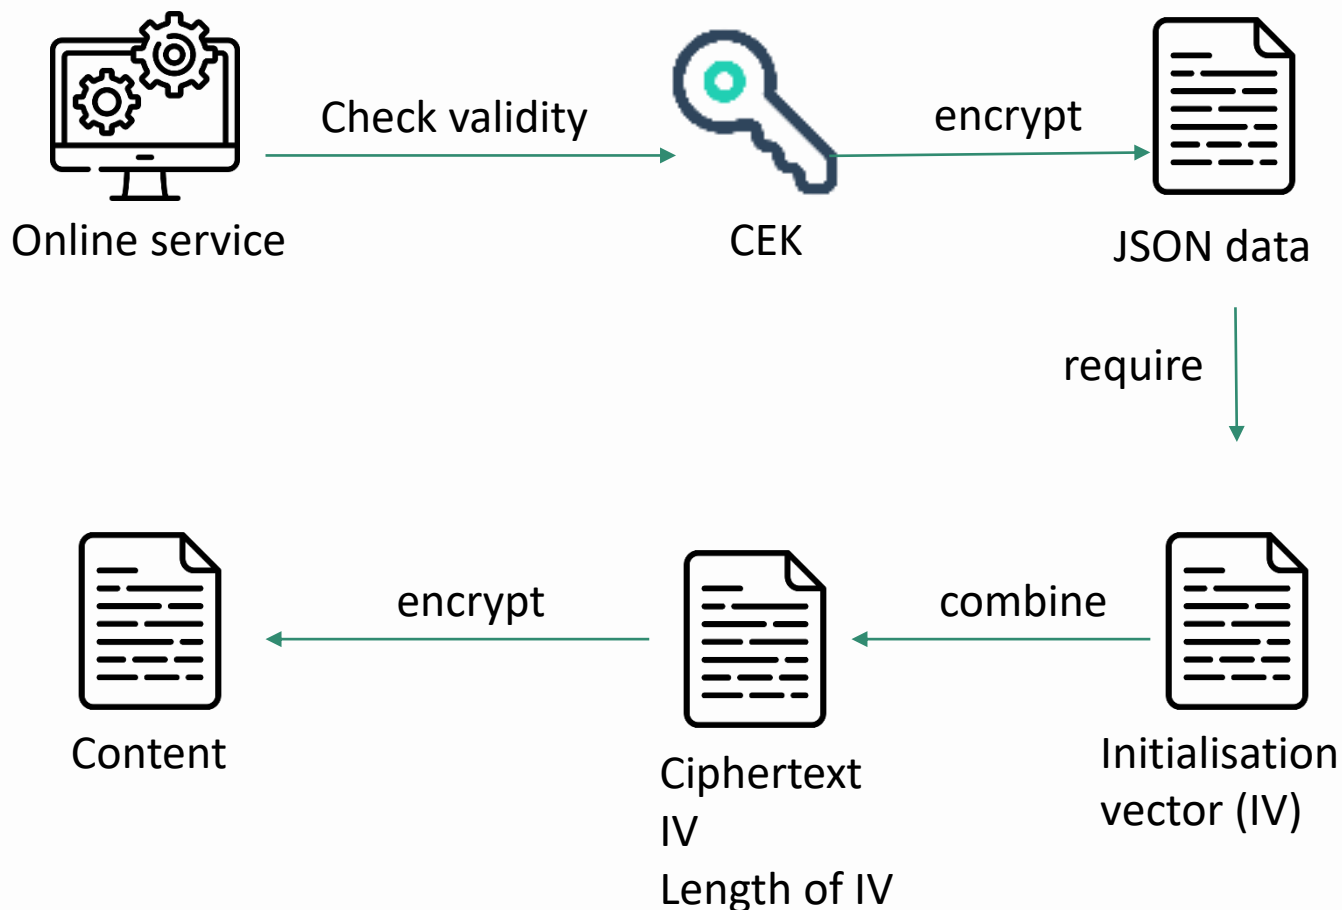 Check validity
encrypt
Online service
CEK
JSON data
require
encrypt
combine
Content
Ciphertext
IV
Length of IV
Initialisation
vector (IV)